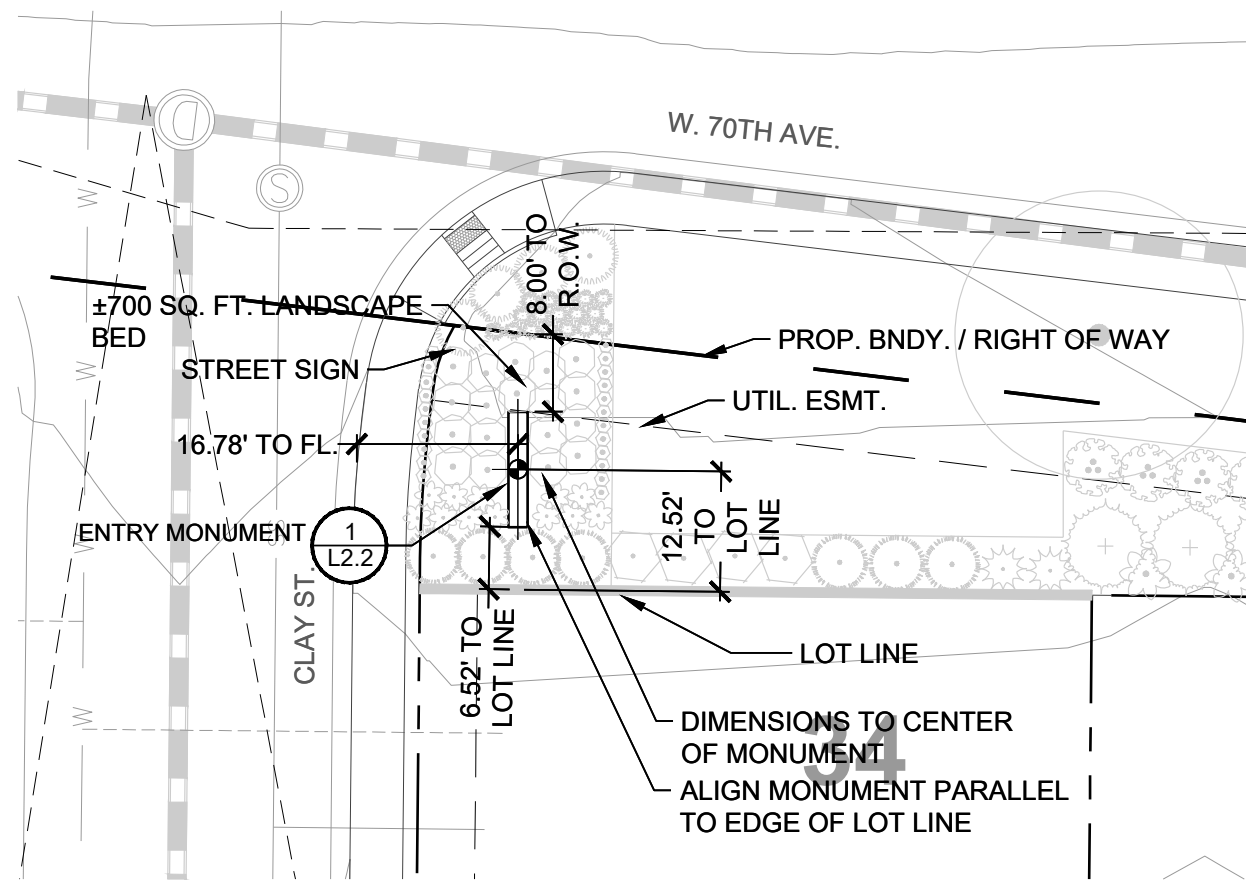 W. 70TH AVE.
D
S
W
8.00' TO
R.O.W.
±700 SQ. FT. LANDSCAPE
BED
PROP. BNDY. / RIGHT OF WAY
STREET SIGN
W
UTIL. ESMT.
16.78' TO FL.
12.52'
TO
LOT
LINE
ENTRY MONUMENT
1
L2.2
W
SS
CLAY ST.
6.52' TO
LOT LINE
LOT LINE
W
34
DIMENSIONS TO CENTER
OF MONUMENT
ALIGN MONUMENT PARALLEL
TO EDGE OF LOT LINE